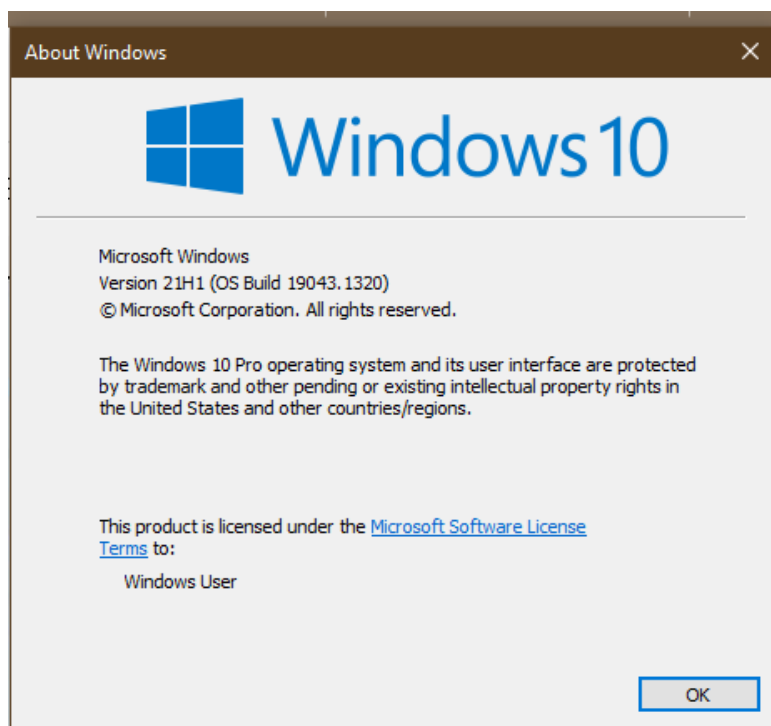 About Windows
Windows 10
Microsoft Windows
Version 21H1 (OS Build 19043.1320)
© Microsoft Corporation. All rights reserved.
The Windows 10 Pro operating system and its user interface are protected
by trademark and other pending or existing intellectual property rights in
the United States and other countries/regions.
This product is licensed under the Microsoft Software License
Terms to:
Windows User
OK